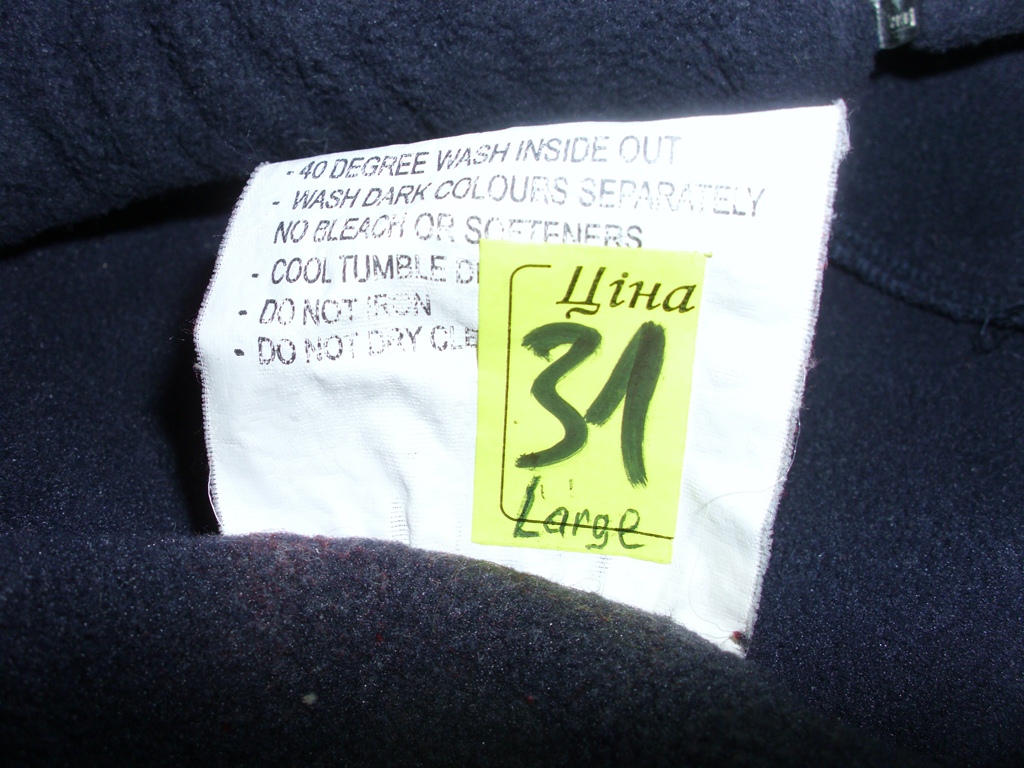 - 40 DEGREE WASH INSIDE OUT
- WASH DARK COLOURS SEPARATELY
NO BLEACH OR SOFTENERS
- COOL TUMBLE
- DO NOT IRON
- DO NOT DRY
Ціна
31
Large